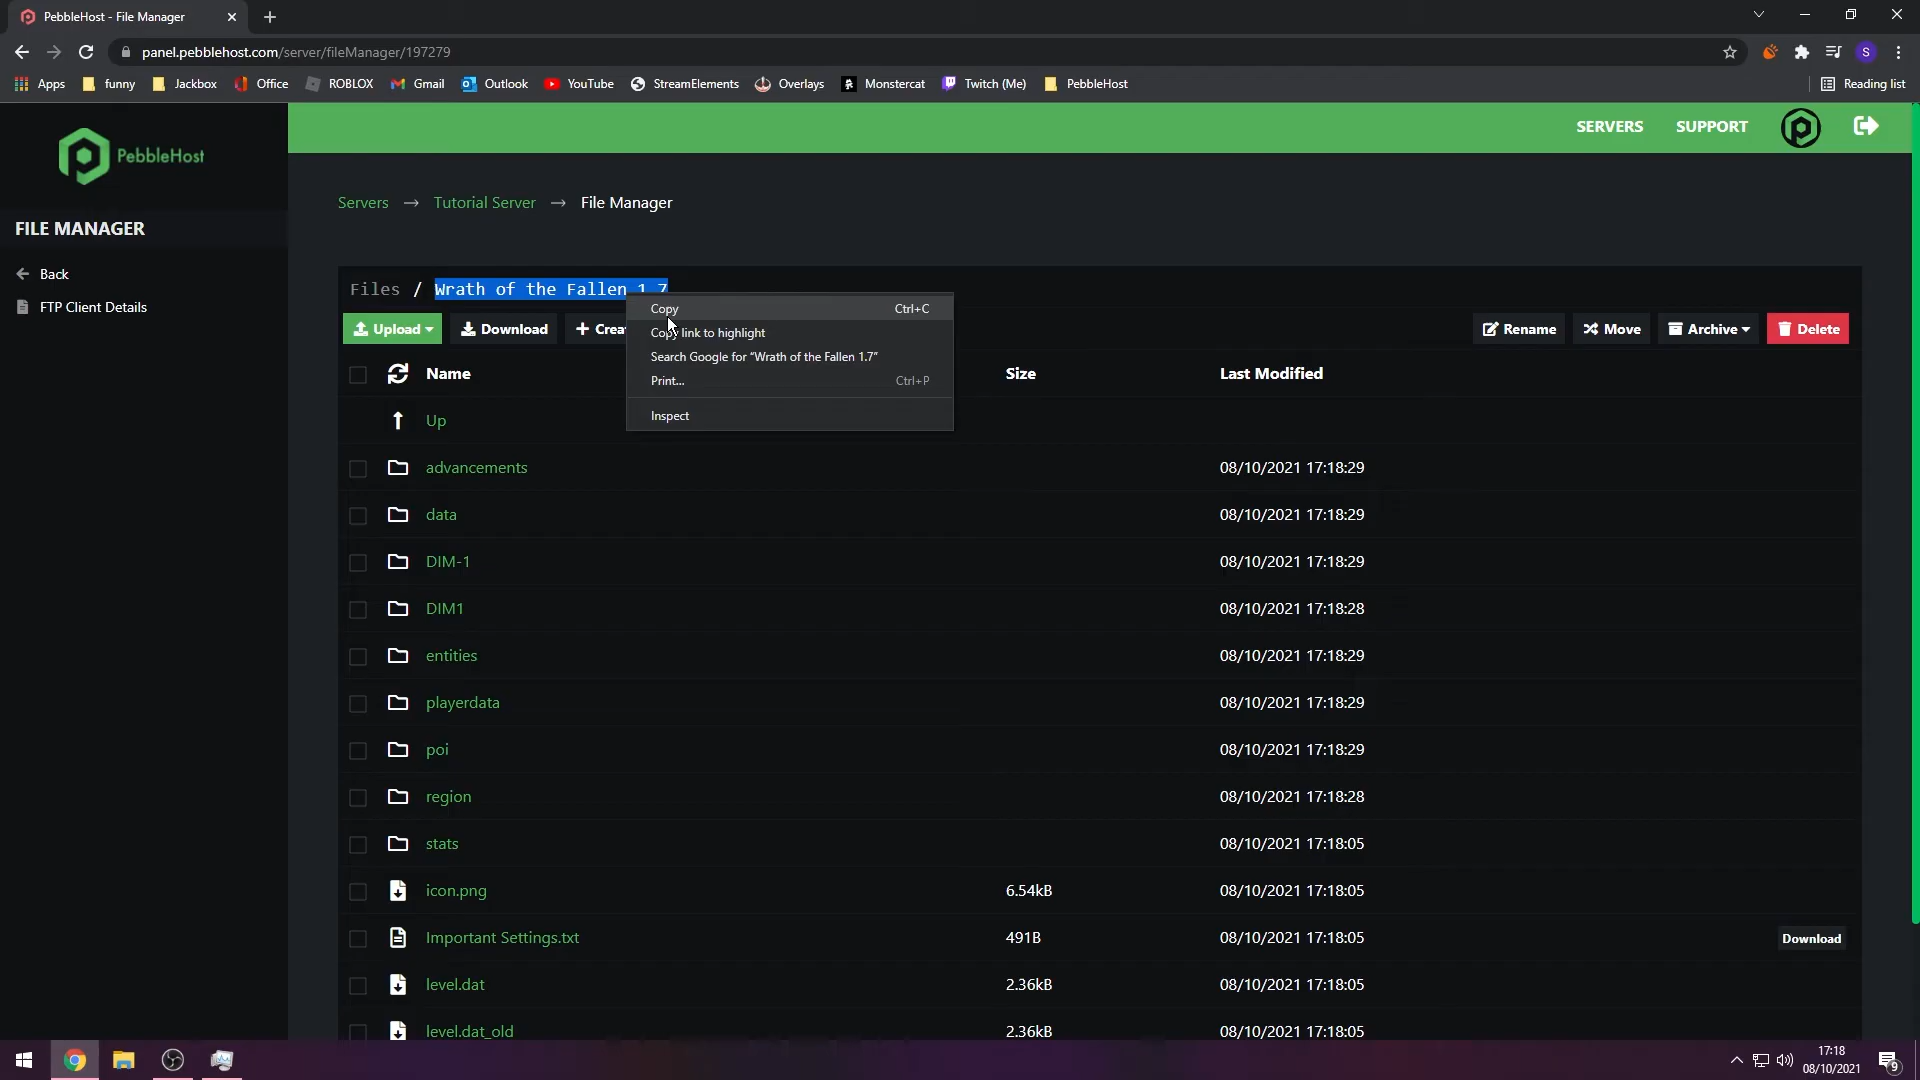 PebbleHost - File Manager
panel.pebblehost.com/server/fileManager/197279
S
Apps funny Jackbox Office ROBLOX Gmail Outlook YouTube StreamElements Overlays Monstercat Twitch (Me) PebbleHost Reading list
PebbleHost
SERVERS SUPPORT
FILE MANAGER
Back
FTP Client Details
Servers → Tutorial Server → File Manager
Files / Wrath of the Fallen 1.7
Upload Download + Crea Rename Move Archive Delete
Copy Ctrl+C
Copy link to highlight
Search Google for “Wrath of the Fallen 1.7”
Print... Ctrl+P
Inspect
Name Size Last Modified
Up
advancements 08/10/2021 17:18:29
data 08/10/2021 17:18:29
DIM-1 08/10/2021 17:18:29
DIM1 08/10/2021 17:18:28
entities 08/10/2021 17:18:29
playerdata 08/10/2021 17:18:29
poi 08/10/2021 17:18:29
region 08/10/2021 17:18:28
stats 08/10/2021 17:18:05
icon.png 6.54kB 08/10/2021 17:18:05
Important Settings.txt 491B 08/10/2021 17:18:05 Download
level.dat 2.36kB 08/10/2021 17:18:05
level.dat_old 2.36kB 08/10/2021 17:18:05
17:18
08/10/2021
9